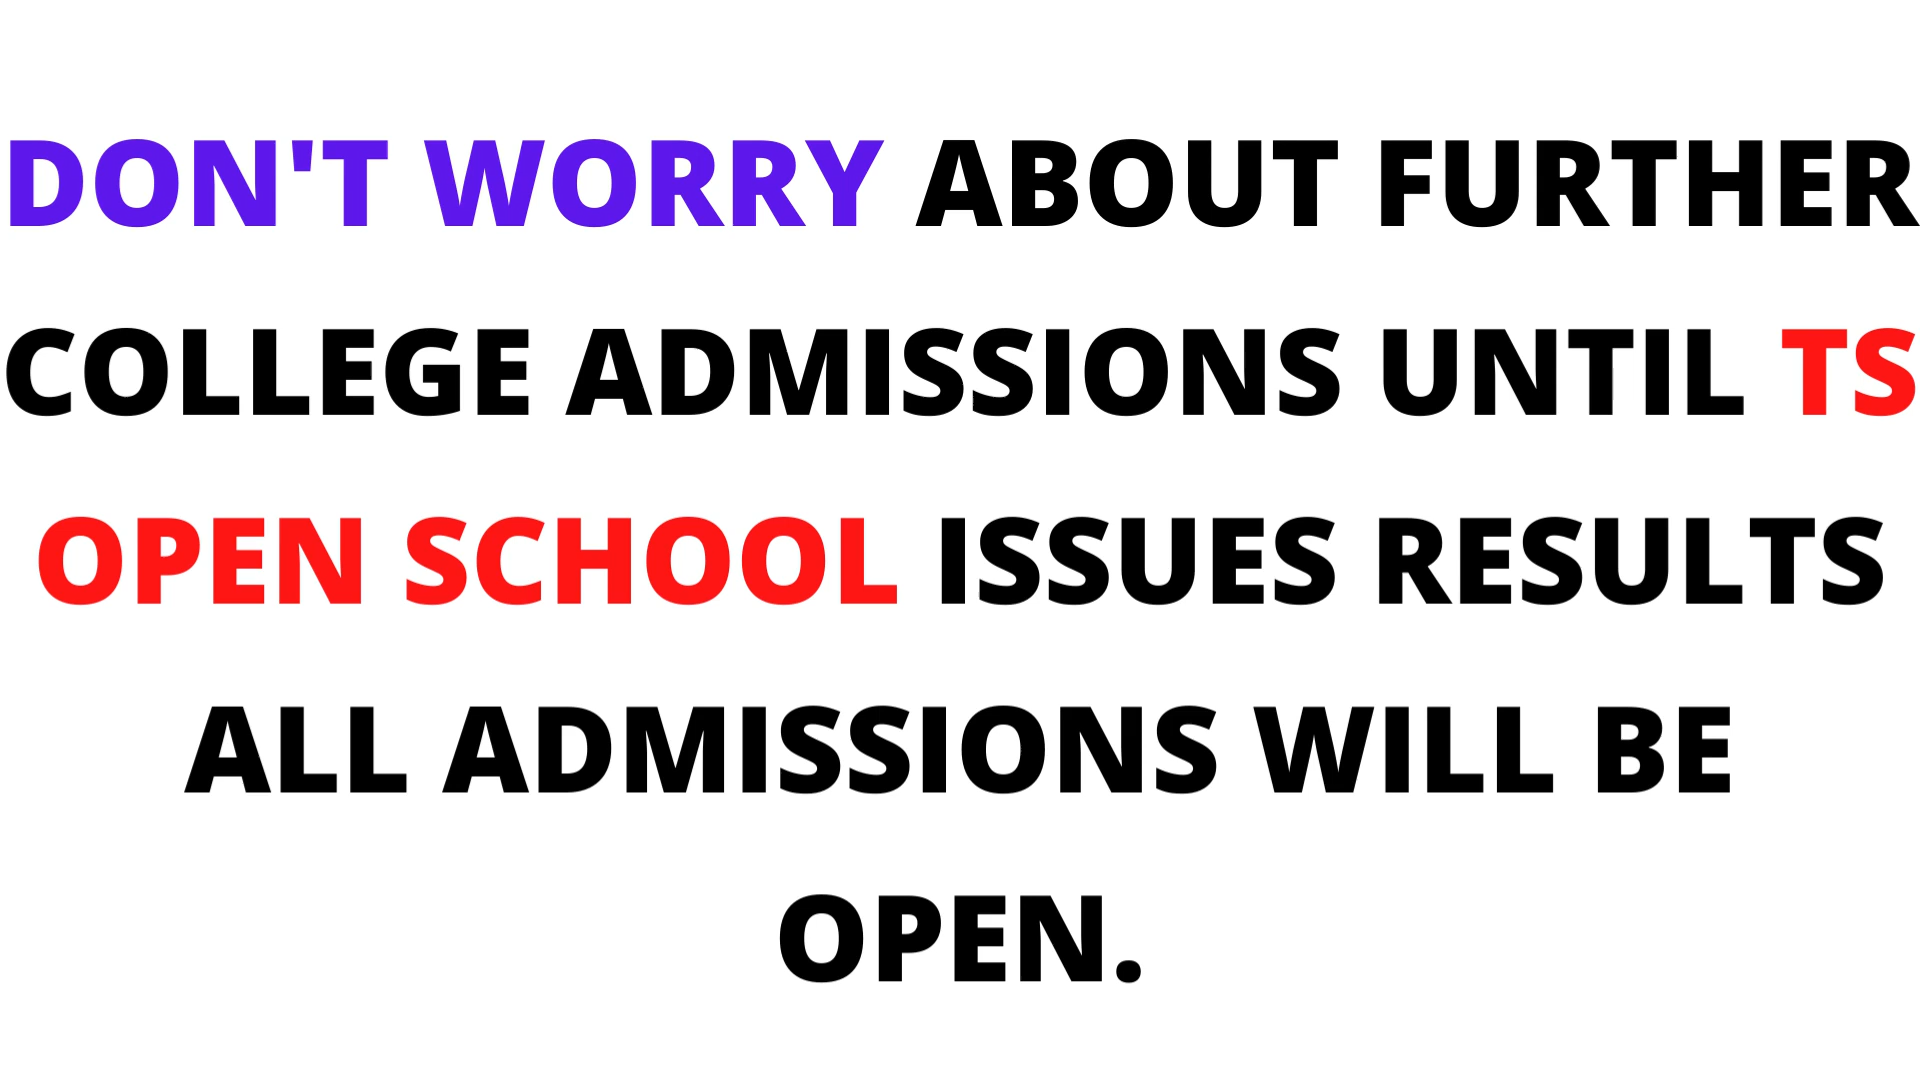 DON'T WORRY ABOUT FURTHER
COLLEGE ADMISSIONS UNTIL TS
OPEN SCHOOL ISSUES RESULTS
ALL ADMISSIONS WILL BE
OPEN.